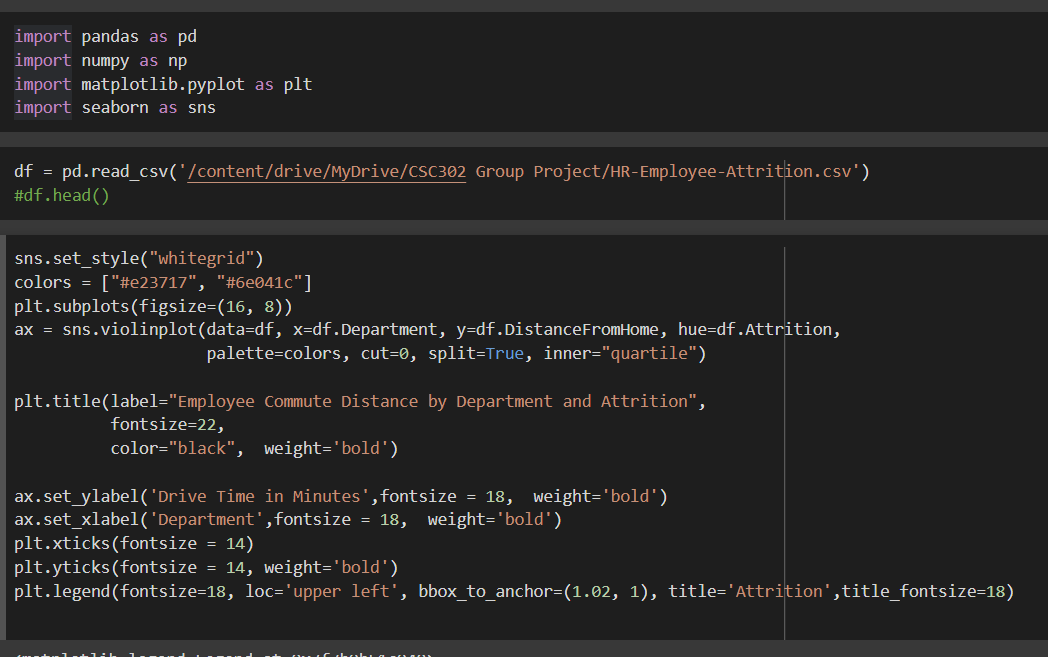 import pandas as pd
import numpy as np
import matplotlib.pyplot as plt
import seaborn as sns
df = pd.read_csv('/content/drive/MyDrive/CSC302 Group Project/HR-Employee-Attrition.csv')
#df.head()
sns.set_style("whitegrid")
colors = ["#e23717", "#6e041c"]
plt.subplots(figsize=(16, 8))
ax = sns.violinplot(data=df, x=df.Department, y=df.DistanceFromHome, hue=df.Attrition,
palette=colors, cut=0, split=True, inner="quartile")
plt.title(label="Employee Commute Distance by Department and Attrition",
fontsize=22,
color="black",  weight='bold')
ax.set_ylabel('Drive Time in Minutes',fontsize = 18,  weight='bold')
ax.set_xlabel('Department',fontsize = 18,  weight='bold')
plt.xticks(fontsize = 14)
plt.yticks(fontsize = 14, weight='bold')
plt.legend(fontsize=18, loc='upper left', bbox_to_anchor=(1.02, 1), title='Attrition',title_fontsize=18)